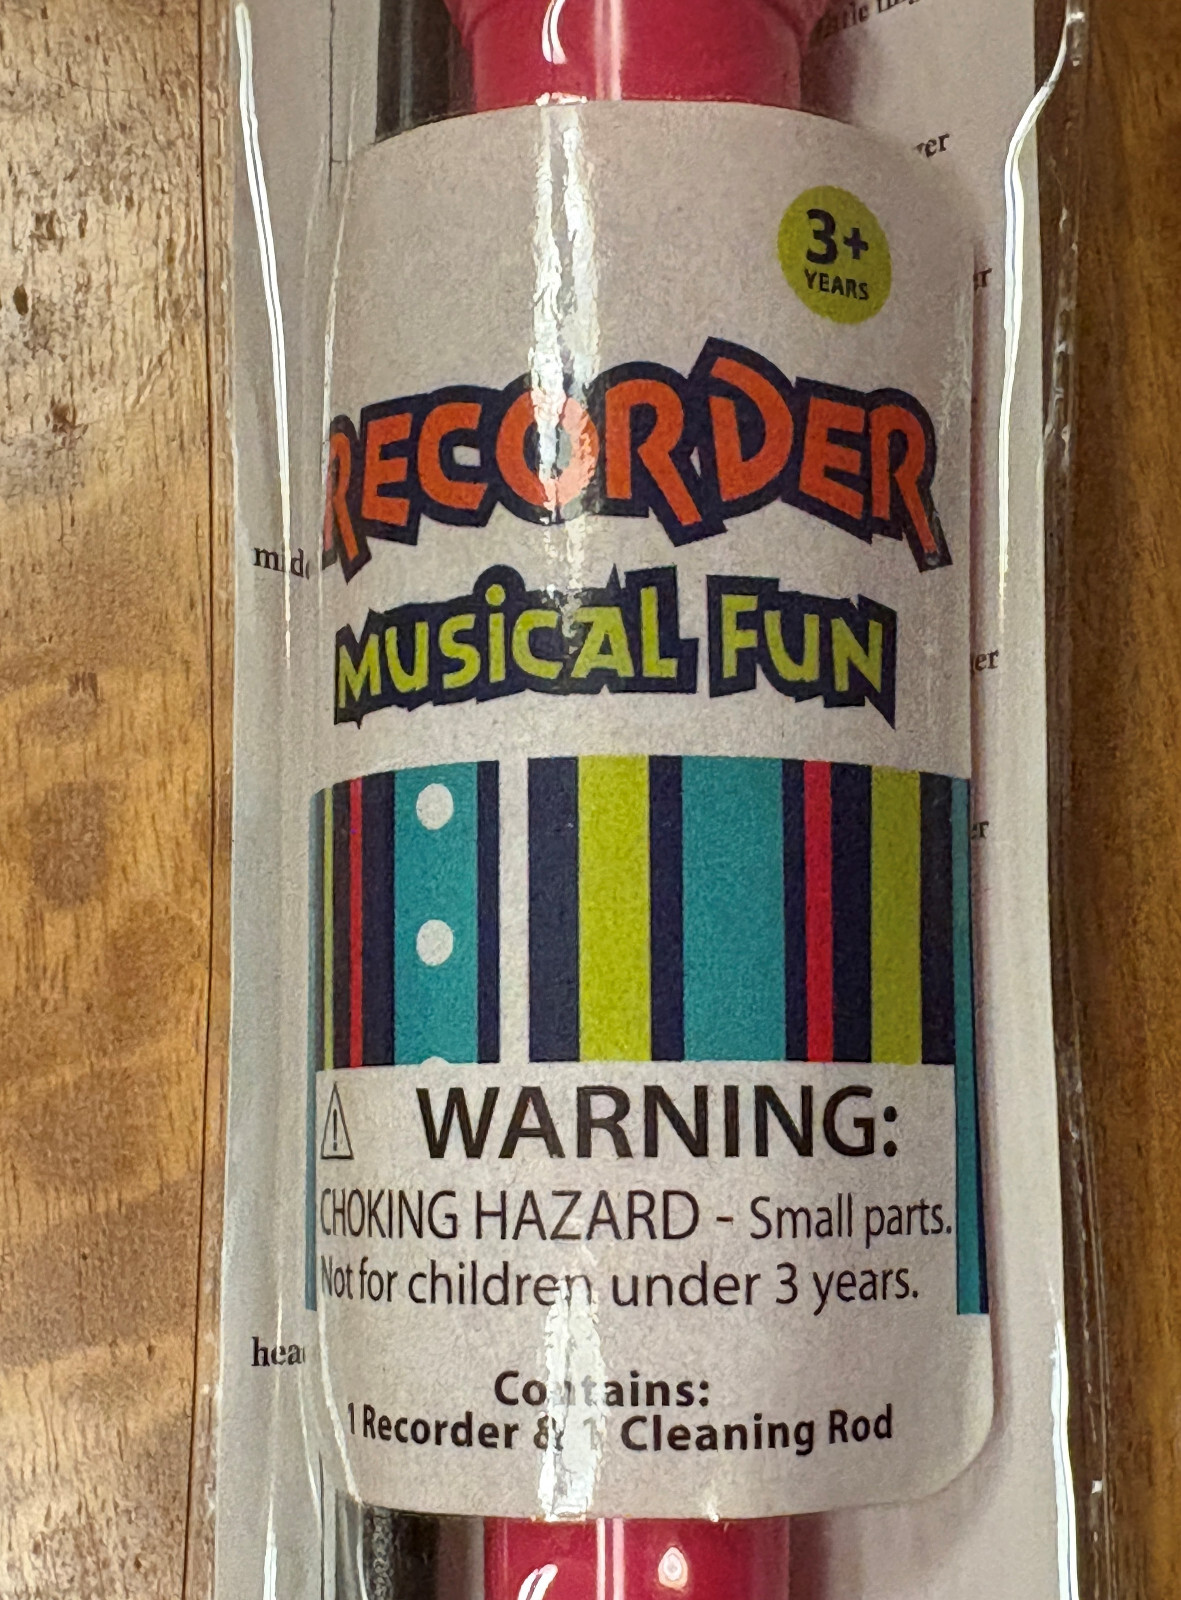 3+
YEARS
RECORDER
MUSiCAL FUN
WARNING:
CHOKING HAZARD - Small parts.
Not for children under 3 years.
Contains:
1 Recorder & 1 Cleaning Rod